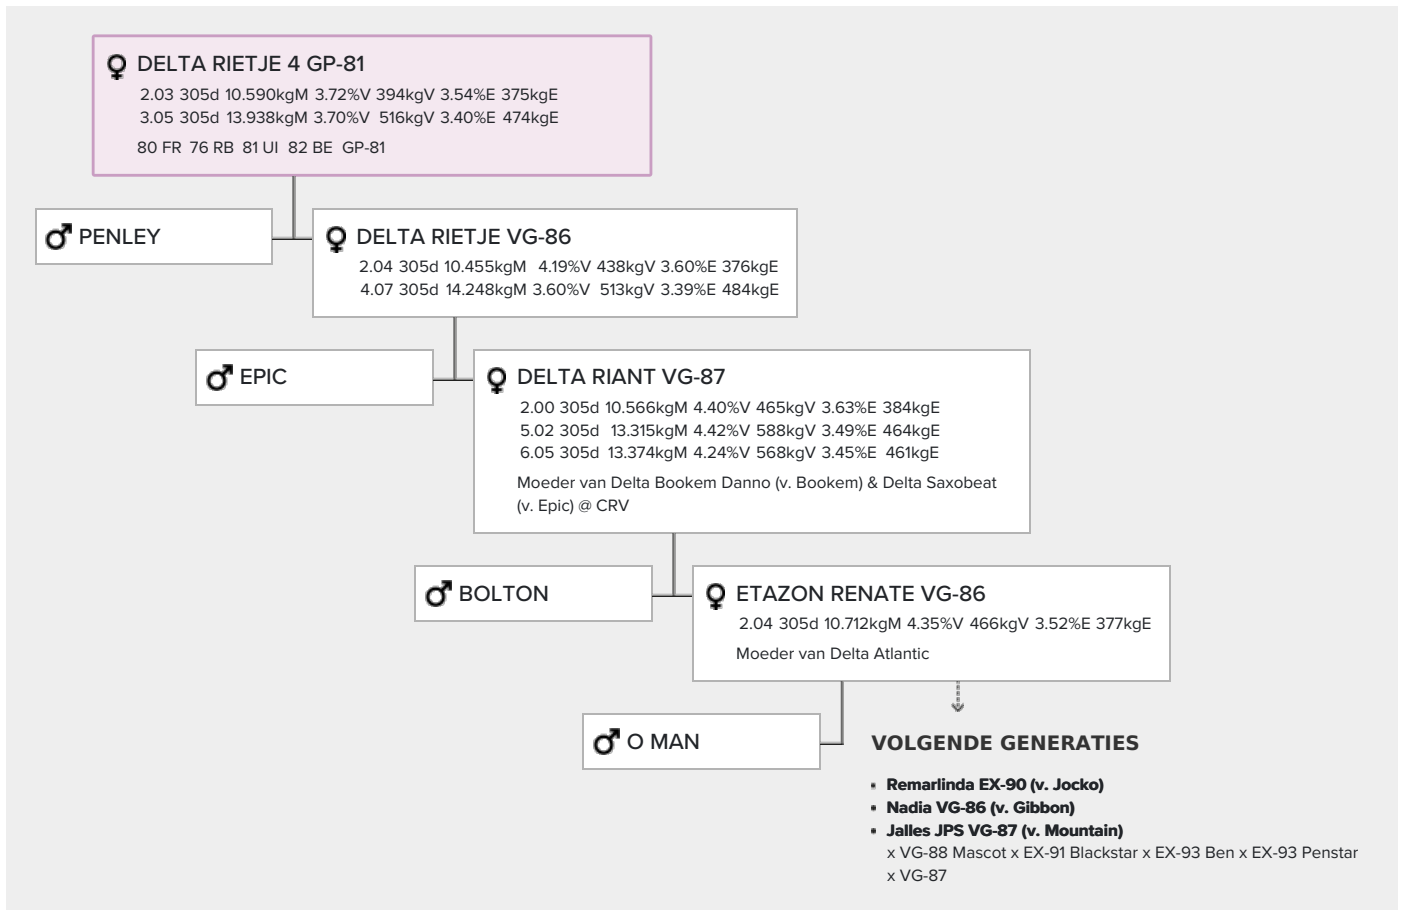 DELTA RIETJE 4 GP-81
2.03 305d 10.590kgM 3.72%V 394kgV 3.54%E 375kgE
3.05 305d 13.938kgM 3.70%V 516kgV 3.40%E 474kgE
80 FR 76 RB 81 UI 82 BE GP-81
PENLEY
DELTA RIETJE VG-86
2.04 305d 10.455kgM 4.19%V 438kgV 3.60%E 376kgE
4.07 305d 14.248kgM 3.60%V 513kgV 3.39%E 484kgE
EPIC
DELTA RIANT VG-87
2.00 305d 10.566kgM 4.40%V 465kgV 3.63%E 384kgE
5.02 305d 13.315kgM 4.42%V 588kgV 3.49%E 464kgE
6.05 305d 13.374kgM 4.24%V 568kgV 3.45%E 461kgE
Moeder van Delta Bookem Danno (v. Bookem) & Delta Saxobeat
(v. Epic) @ CRV
BOLTON
ETAZON RENATE VG-86
2.04 305d 10.712kgM 4.35%V 466kgV 3.52%E 377kgE
Moeder van Delta Atlantic
O MAN
VOLGENDE GENERATIES
• Remarlinda EX-90 (v. Jocko)
• Nadia VG-86 (v. Gibbon)
• Jalles JPS VG-87 (v. Mountain)
x VG-88 Mascot x EX-91 Blackstar x EX-93 Ben x EX-93 Penstar
x VG-87